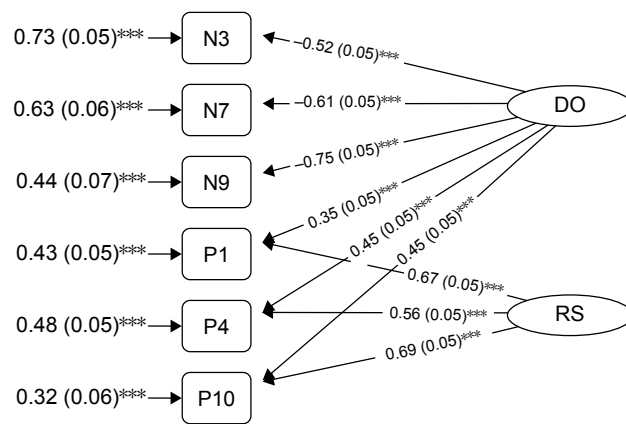 0.73 (0.05)*** N3 –0.52 (0.05)***
0.63 (0.06)*** N7 –0.61 (0.05)*** DO
0.44 (0.07)*** N9 –0.75 (0.05)***
0.35 (0.05)***
0.43 (0.05)*** P1 0.45 (0.05)***
0.45 (0.05)***
0.67 (0.05)***
0.48 (0.05)*** P4 0.56 (0.05)*** RS
0.69 (0.05)***
0.32 (0.06)*** P10